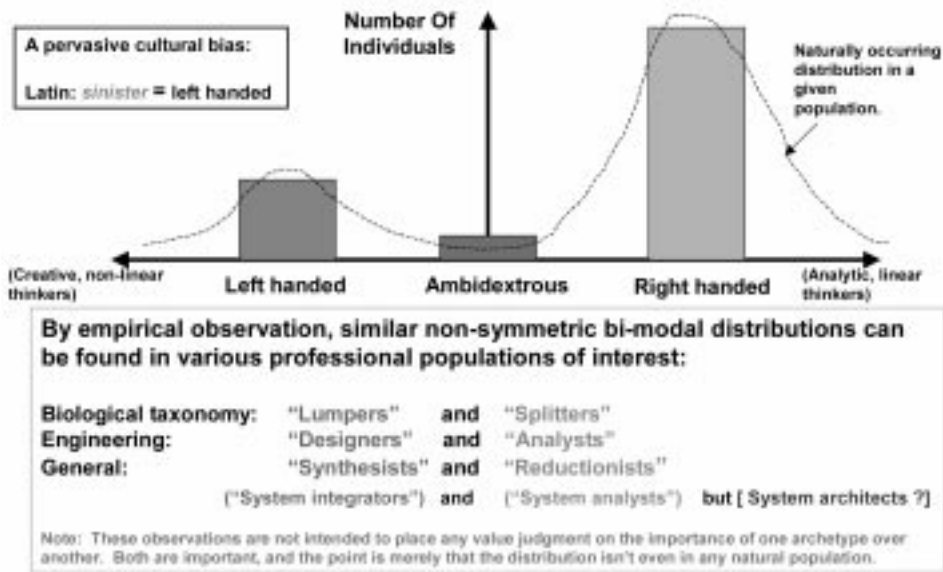 A pervasive cultural bias:
Latin: sinister = left handed
Number Of
Individuals
Naturally occurring
distribution in a
given
population.
(Creative, non-linear
thinkers)
Left handed
Ambidextrous
Right handed
(Analytic, linear
thinkers)
By empirical observation, similar non-symmetric bi-modal distributions can
be found in various professional populations of interest:
Biological taxonomy: “Lumpers” and “Splitters”
Engineering: “Designers” and “Analysts”
General: “Synthesists” and “Reductionists”
(“System integrators”) and (“System analysts”) but [ System architects ?]
Note: These observations are not intended to place any value judgment on the importance of one archetype over
another. Both are important, and the point is merely that the distribution isn't even in any natural population.